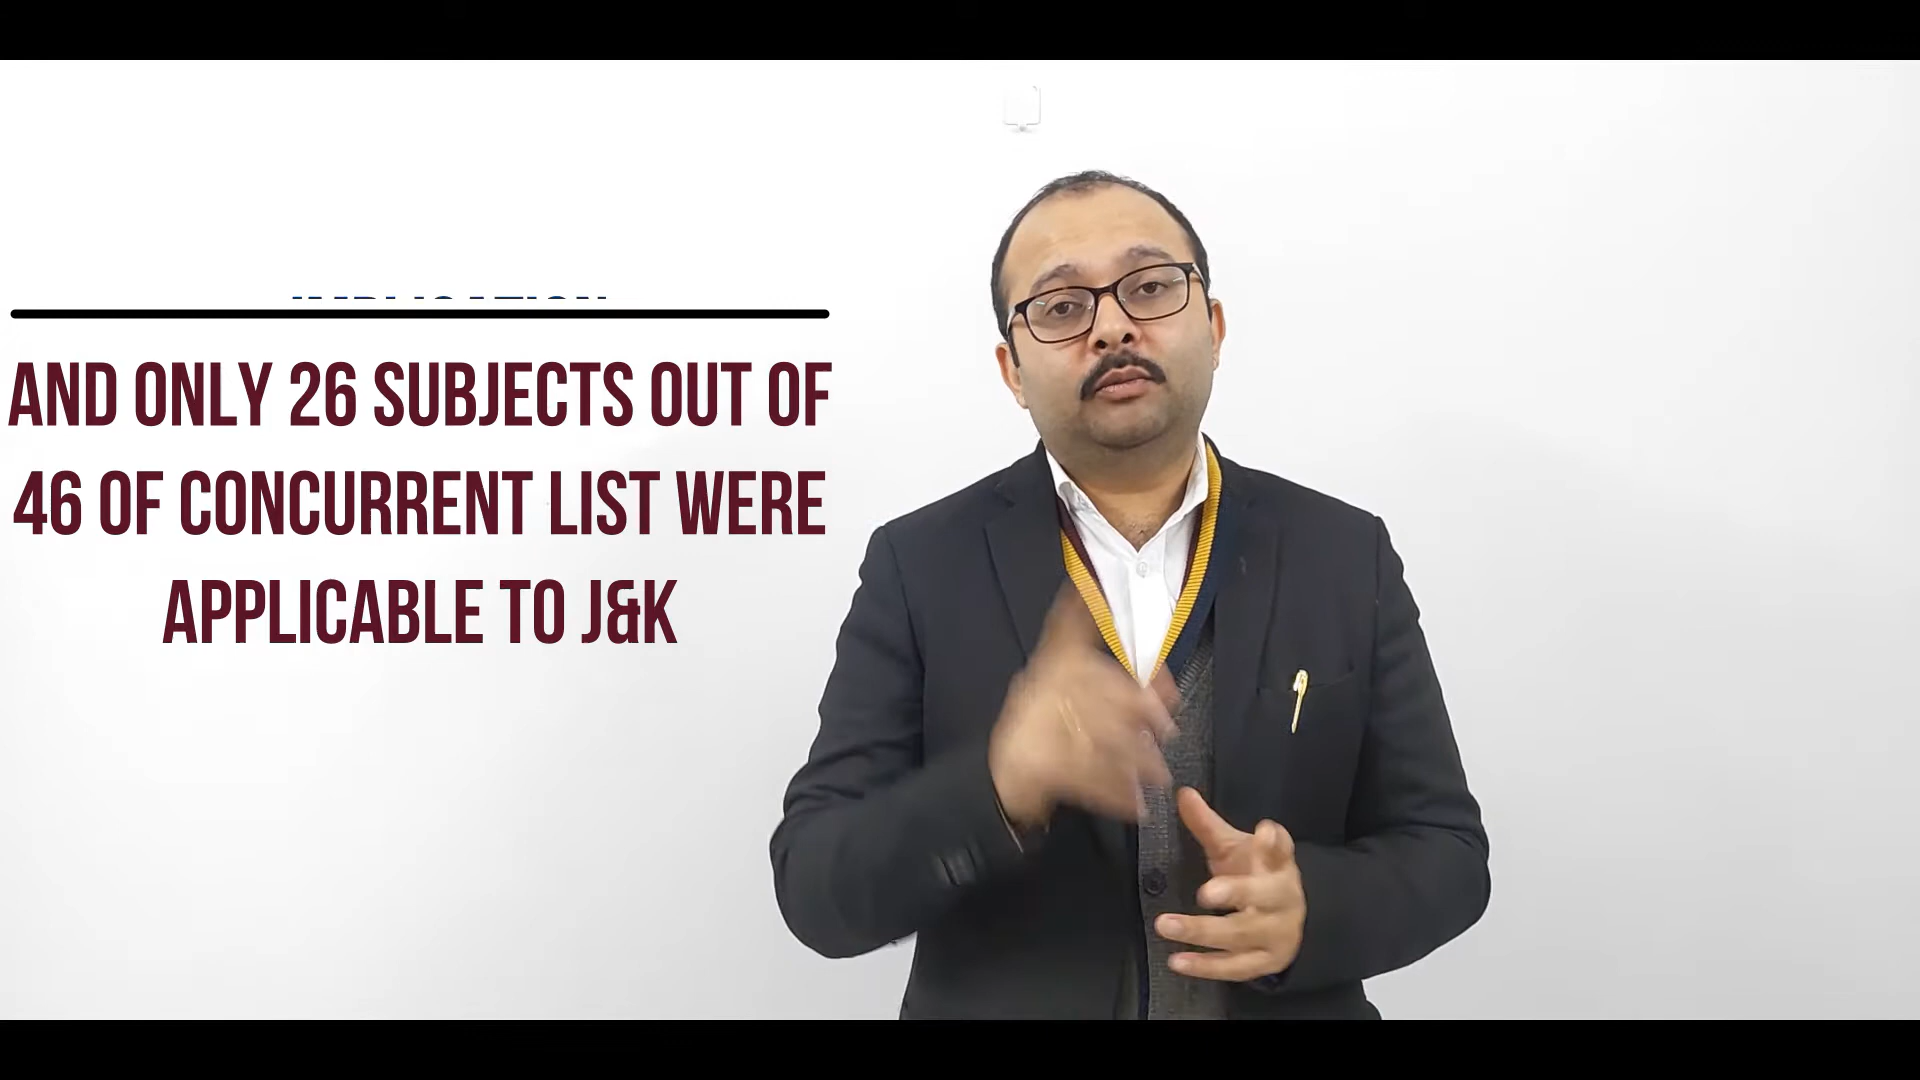 AND ONLY 26 SUBJECTS OUT OF
46 OF CONCURRENT LIST WERE
APPLICABLE TO J&K